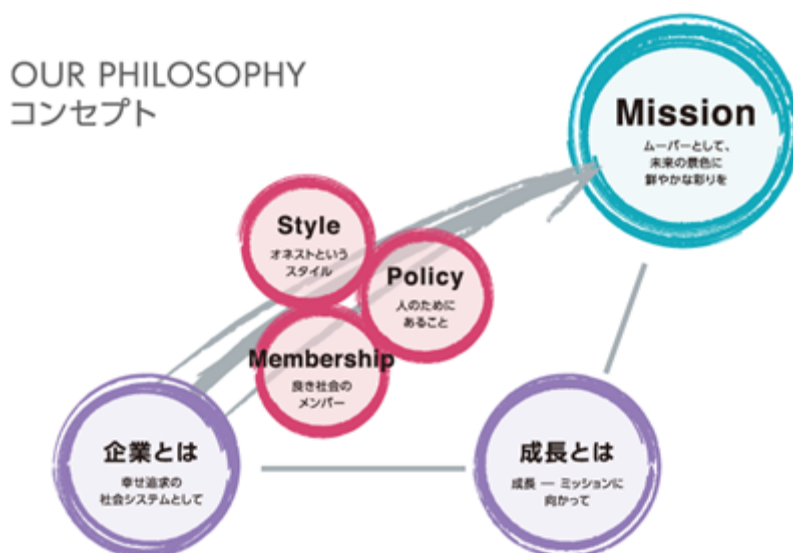 OUR PHILOSOPHY
コンセプト
Mission
ムーバーとして、
未来の景色に
鮮やかな彩りを
Style
オネストという
スタイル
Policy
人のために
あること
Membership
良き社会の
メンバー
企業とは
幸せ追求の
社会システムとして
成長とは
成長 ― ミッションに
向かって